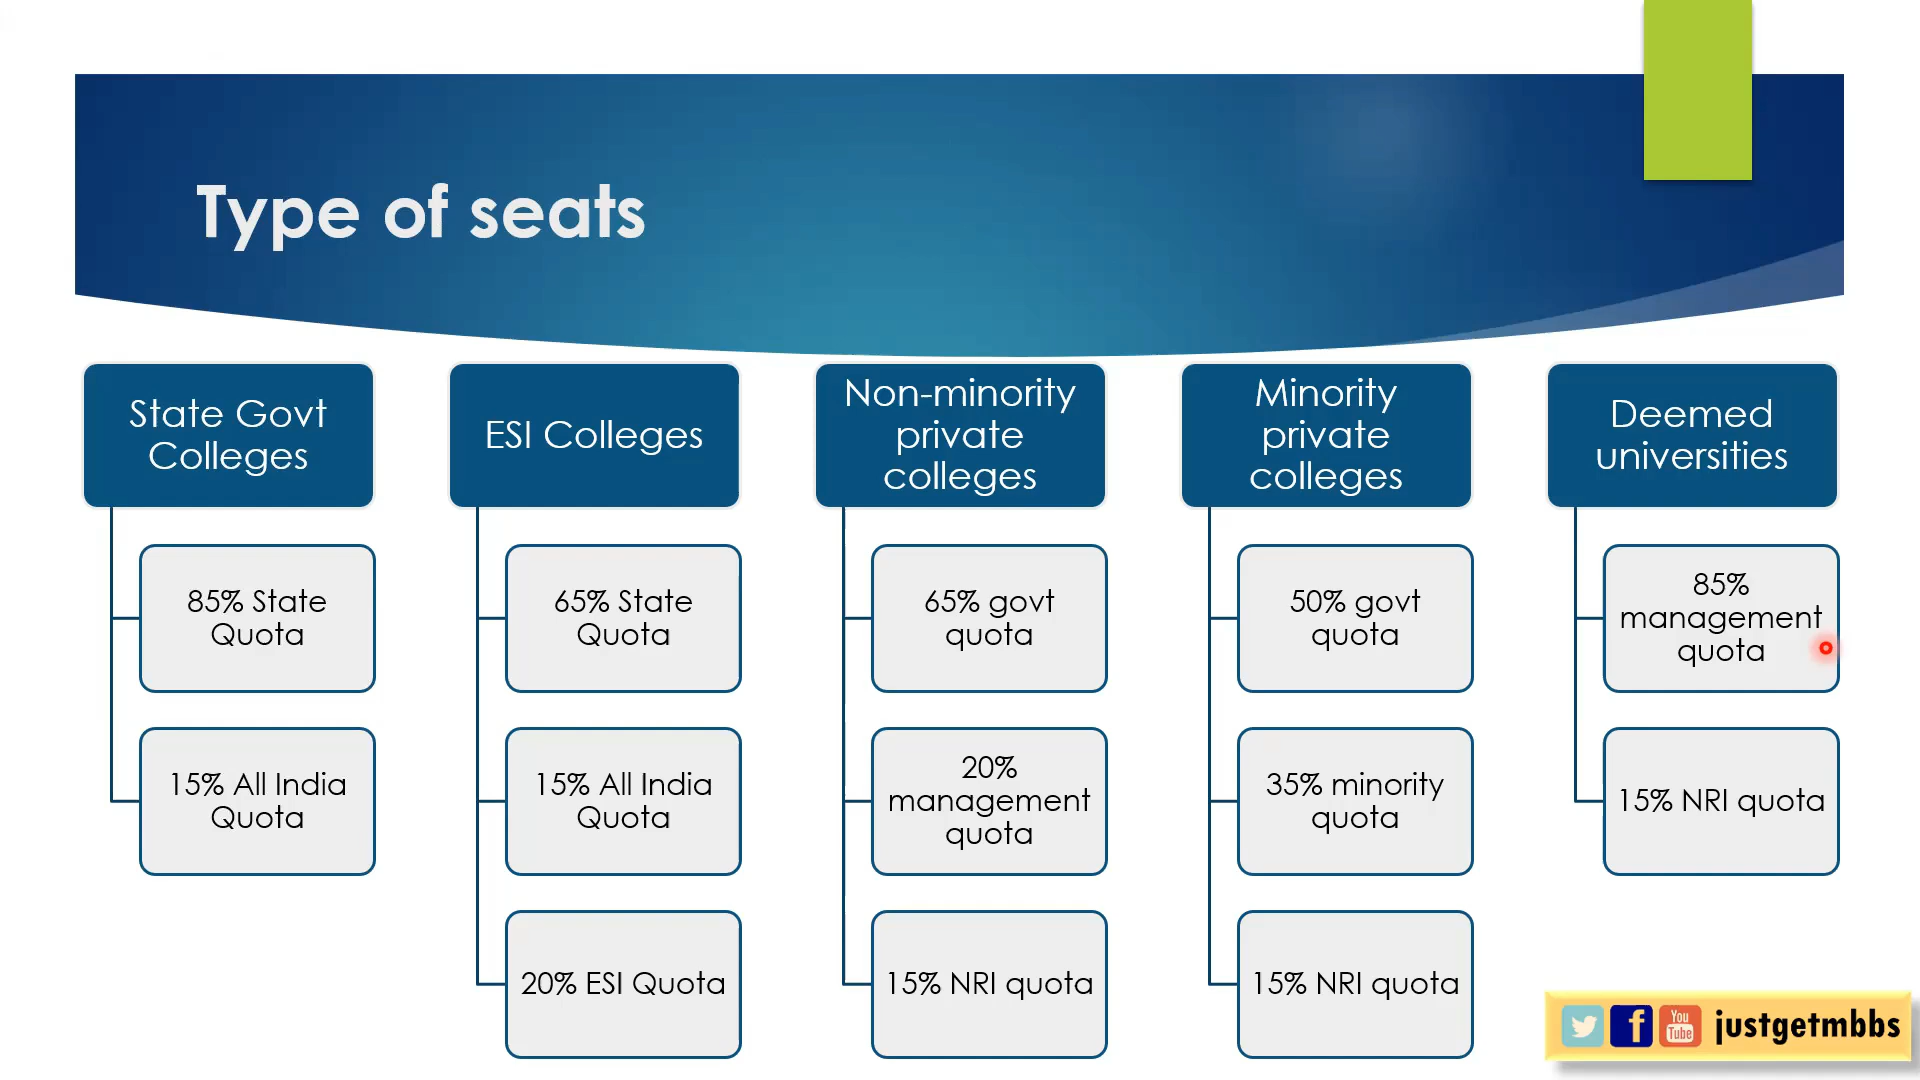 Type of seats
State Govt
Colleges
85% State
Quota
15% All India
Quota
ESI Colleges
65% State
Quota
15% All India
Quota
20% ESI Quota
Non-minority
private
colleges
65% govt
quota
20%
management
quota
15% NRI quota
Minority
private
colleges
50% govt
quota
35% minority
quota
15% NRI quota
Deemed
universities
85%
management
quota
15% NRI quota
You
Tube
justgetmbbs